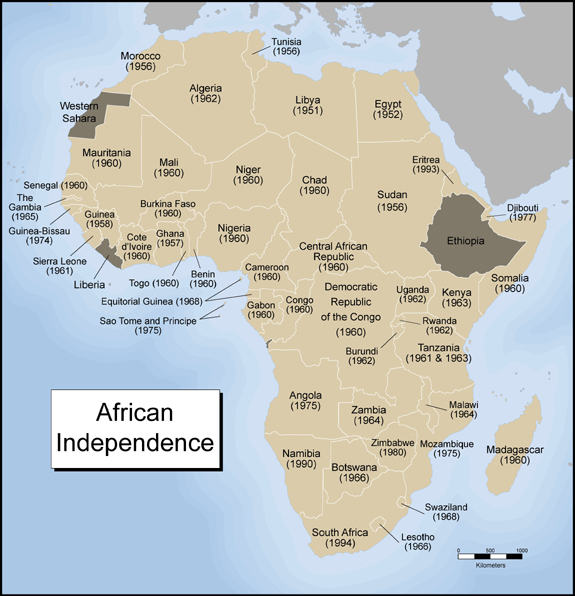 Tunisia
(1956)
Morocco
(1956)
Algeria
(1962)
Libya
(1951)
Egypt
(1952)
Western
Sahara
Mauritania
(1960)
Mali
(1960)
Niger
(1960)
Chad
(1960)
Sudan
(1956)
Eritrea
(1993)
Djibouti
(1977)
Senegal (1960)
The
Gambia
(1965)
Guinea-Bissau
(1974)
Guinea
(1958)
Sierra Leone
(1961)
Liberia
Cote
d'Ivoire
(1960)
Burkina Faso
(1960)
Ghana
(1957)
Togo (1960)
Benin
(1960)
Nigeria
(1960)
Ethiopia
Somalia
(1960)
Central African
Republic
(1960)
Cameroon
(1960)
Equitorial Guinea (1968)
Sao Tome and Principe
(1975)
Gabon
(1960)
Congo
(1960)
Democratic
Republic
of the Congo
(1960)
Uganda
(1962)
Kenya
(1963)
Rwanda
(1962)
Burundi
(1962)
Tanzania
(1961 & 1963)
Angola
(1975)
Zambia
(1964)
Malawi
(1964)
Mozambique
(1975)
Zimbabwe
(1980)
Madagascar
(1960)
Namibia
(1990)
Botswana
(1966)
Swaziland
(1968)
Lesotho
(1966)
South Africa
(1994)
African
Independence
0 500 1000
Kilometers